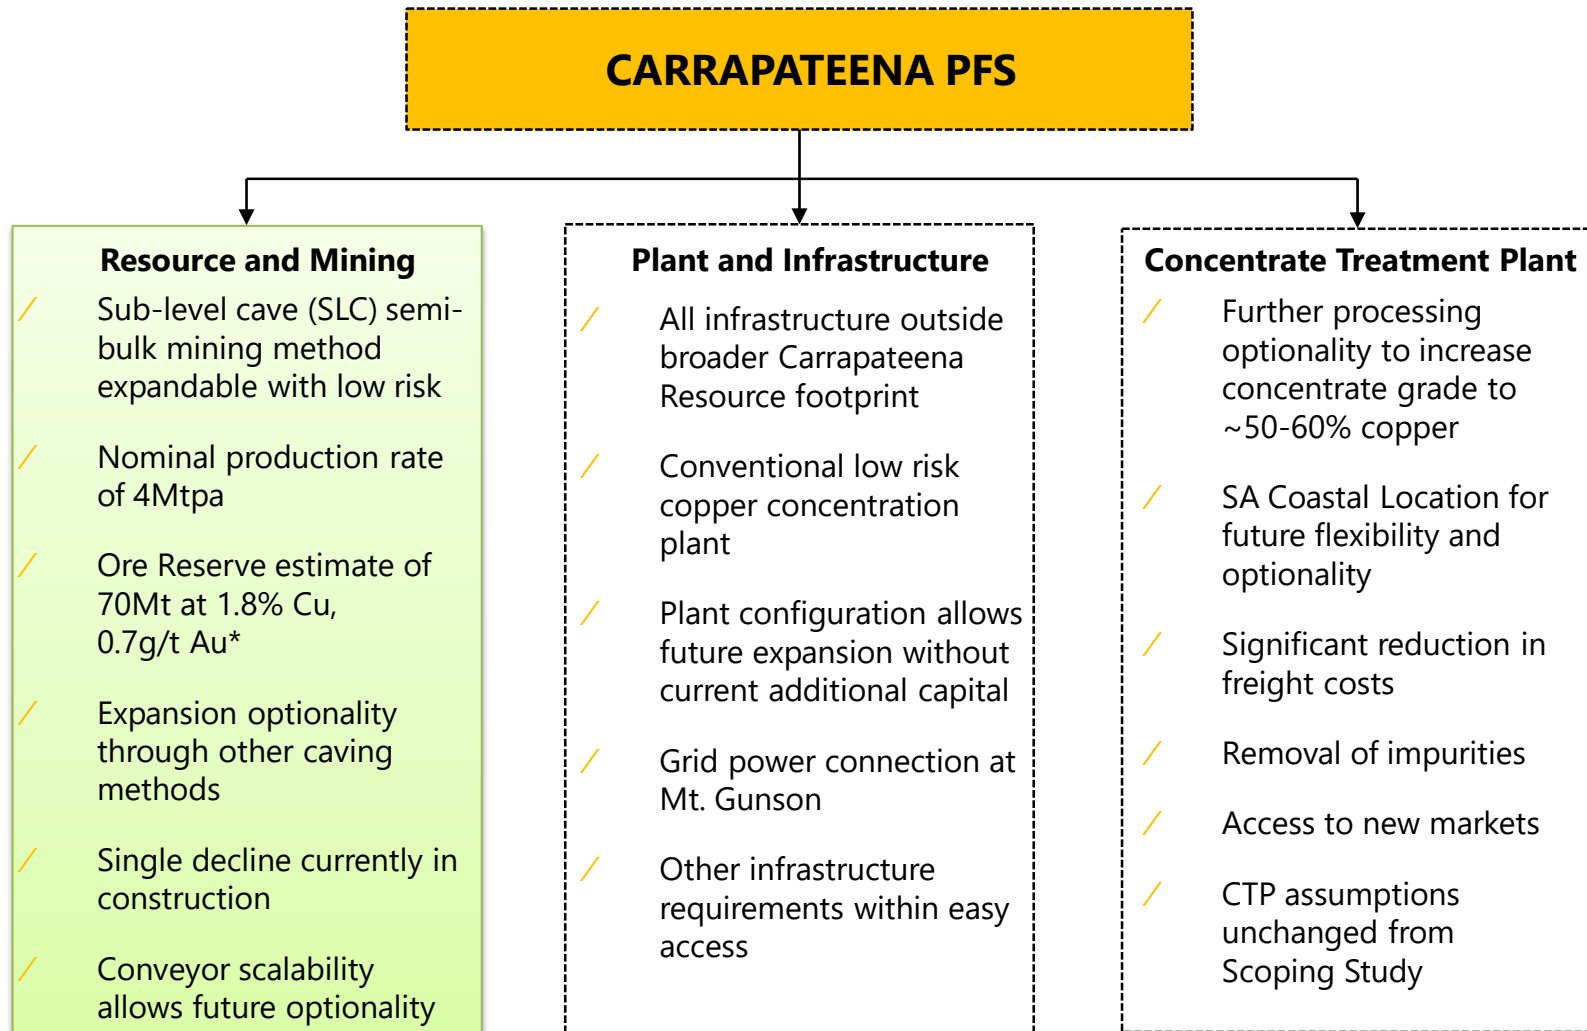 CARRAPATEENA PFS
Resource and Mining
Sub-level cave (SLC) semi-
bulk mining method
expandable with low risk
Nominal production rate
of 4Mtpa
Ore Reserve estimate of
70Mt at 1.8% Cu,
0.7g/t Au*
Expansion optionality
through other caving
methods
Single decline currently in
construction
Conveyor scalability
allows future optionality
Plant and Infrastructure
All infrastructure outside
broader Carrapateena
Resource footprint
Conventional low risk
copper concentration
plant
Plant configuration allows
future expansion without
current additional capital
Grid power connection at
Mt. Gunson
Other infrastructure
requirements within easy
access
Concentrate Treatment Plant
Further processing
optionality to increase
concentrate grade to
~50-60% copper
SA Coastal Location for
future flexibility and
optionality
Significant reduction in
freight costs
Removal of impurities
Access to new markets
CTP assumptions
unchanged from
Scoping Study